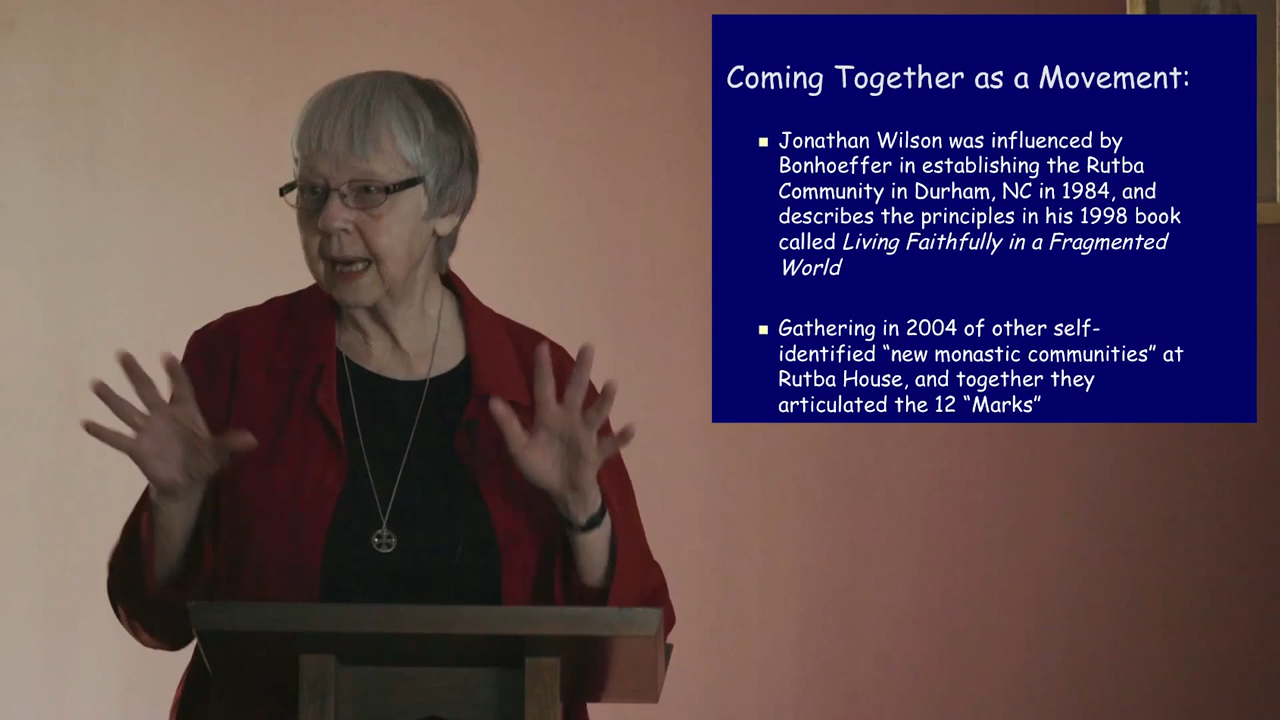 Coming Together as a Movement:
Jonathan Wilson was influenced by
Bonhoeffer in establishing the Rutba
Community in Durham, NC in 1984, and
describes the principles in his 1998 book
called Living Faithfully in a Fragmented
World
Gathering in 2004 of other self-
identified “new monastic communities” at
Rutba House, and together they
articulated the 12 “Marks”